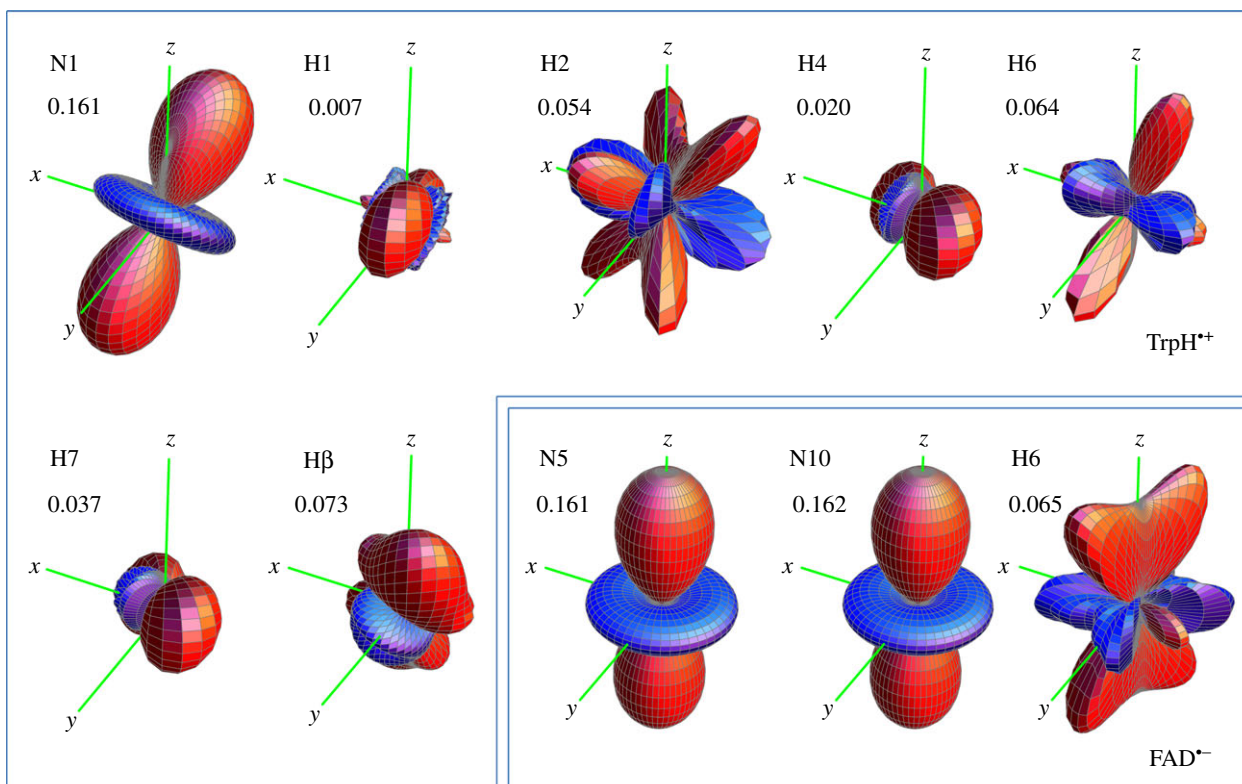 N1
0.161
z
x
y
H1
0.007
z
x
y
H2
0.054
z
x
y
H4
0.020
z
x
y
H6
0.064
z
x
y
TrpH•+
H7
0.037
z
x
y
Hβ
0.073
z
x
y
N5
0.161
z
x
y
N10
0.162
z
x
y
H6
0.065
z
x
y
FAD•−